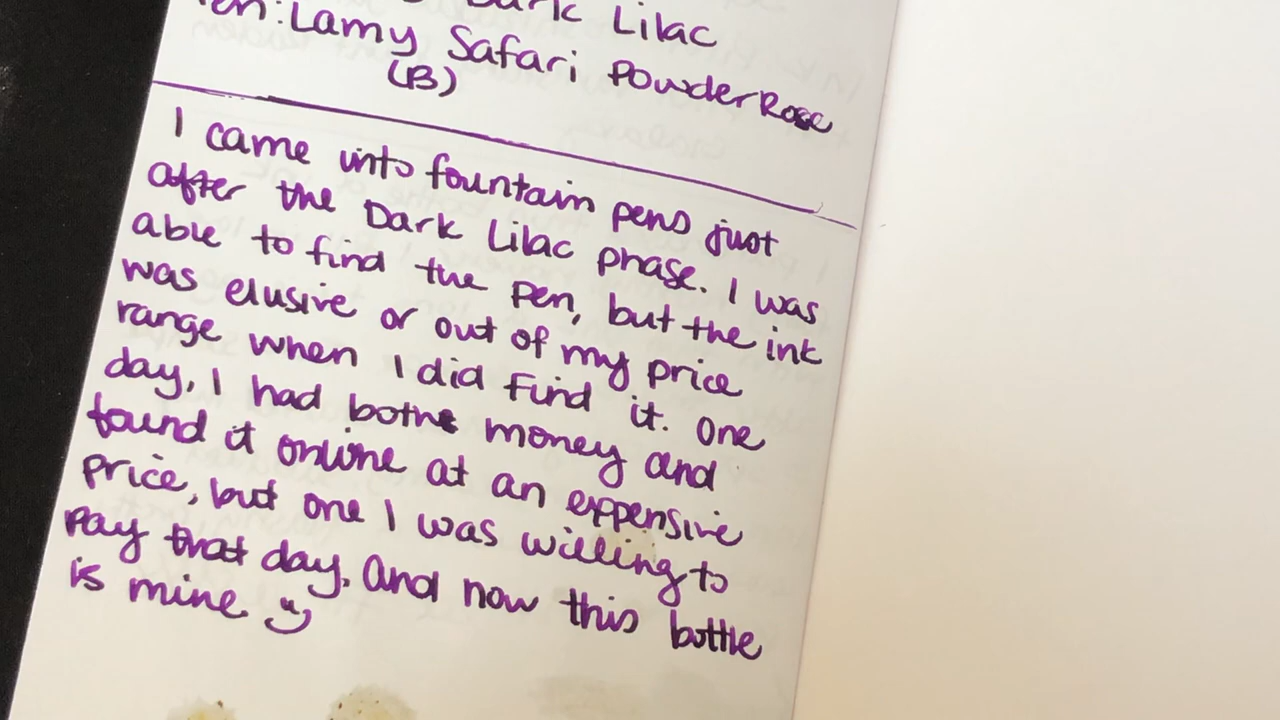 Dark Lilac
Pen: Lamy Safari Powder Rose
(B)
I came into fountain pens just
after the Dark Lilac phase. I was
able to find the pen, but the ink
was elusive or out of my price
range when I did find it. One
day, I had both money and
found it online at an expensive
price, but one I was willing to
pay that day. And now this bottle
is mine